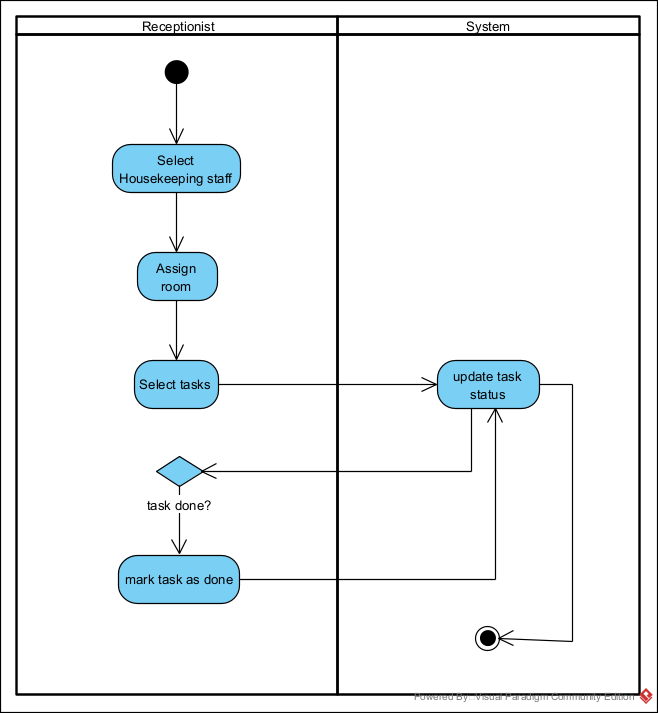 Receptionist
System
Select
Housekeeping staff
Assign
room
Select tasks
update task
status
task done?
mark task as done
Powered By: Visual Paradigm Community Edition